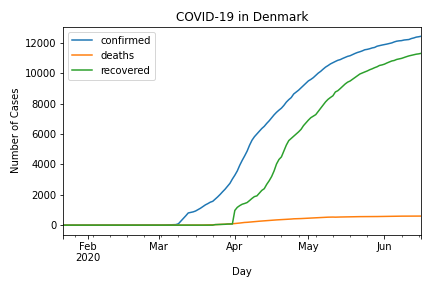 COVID-19 in Denmark
confirmed
deaths
recovered
12000
10000
8000
6000
4000
2000
0
Number of Cases
Feb
2020
Mar
Apr
May
Jun
Day